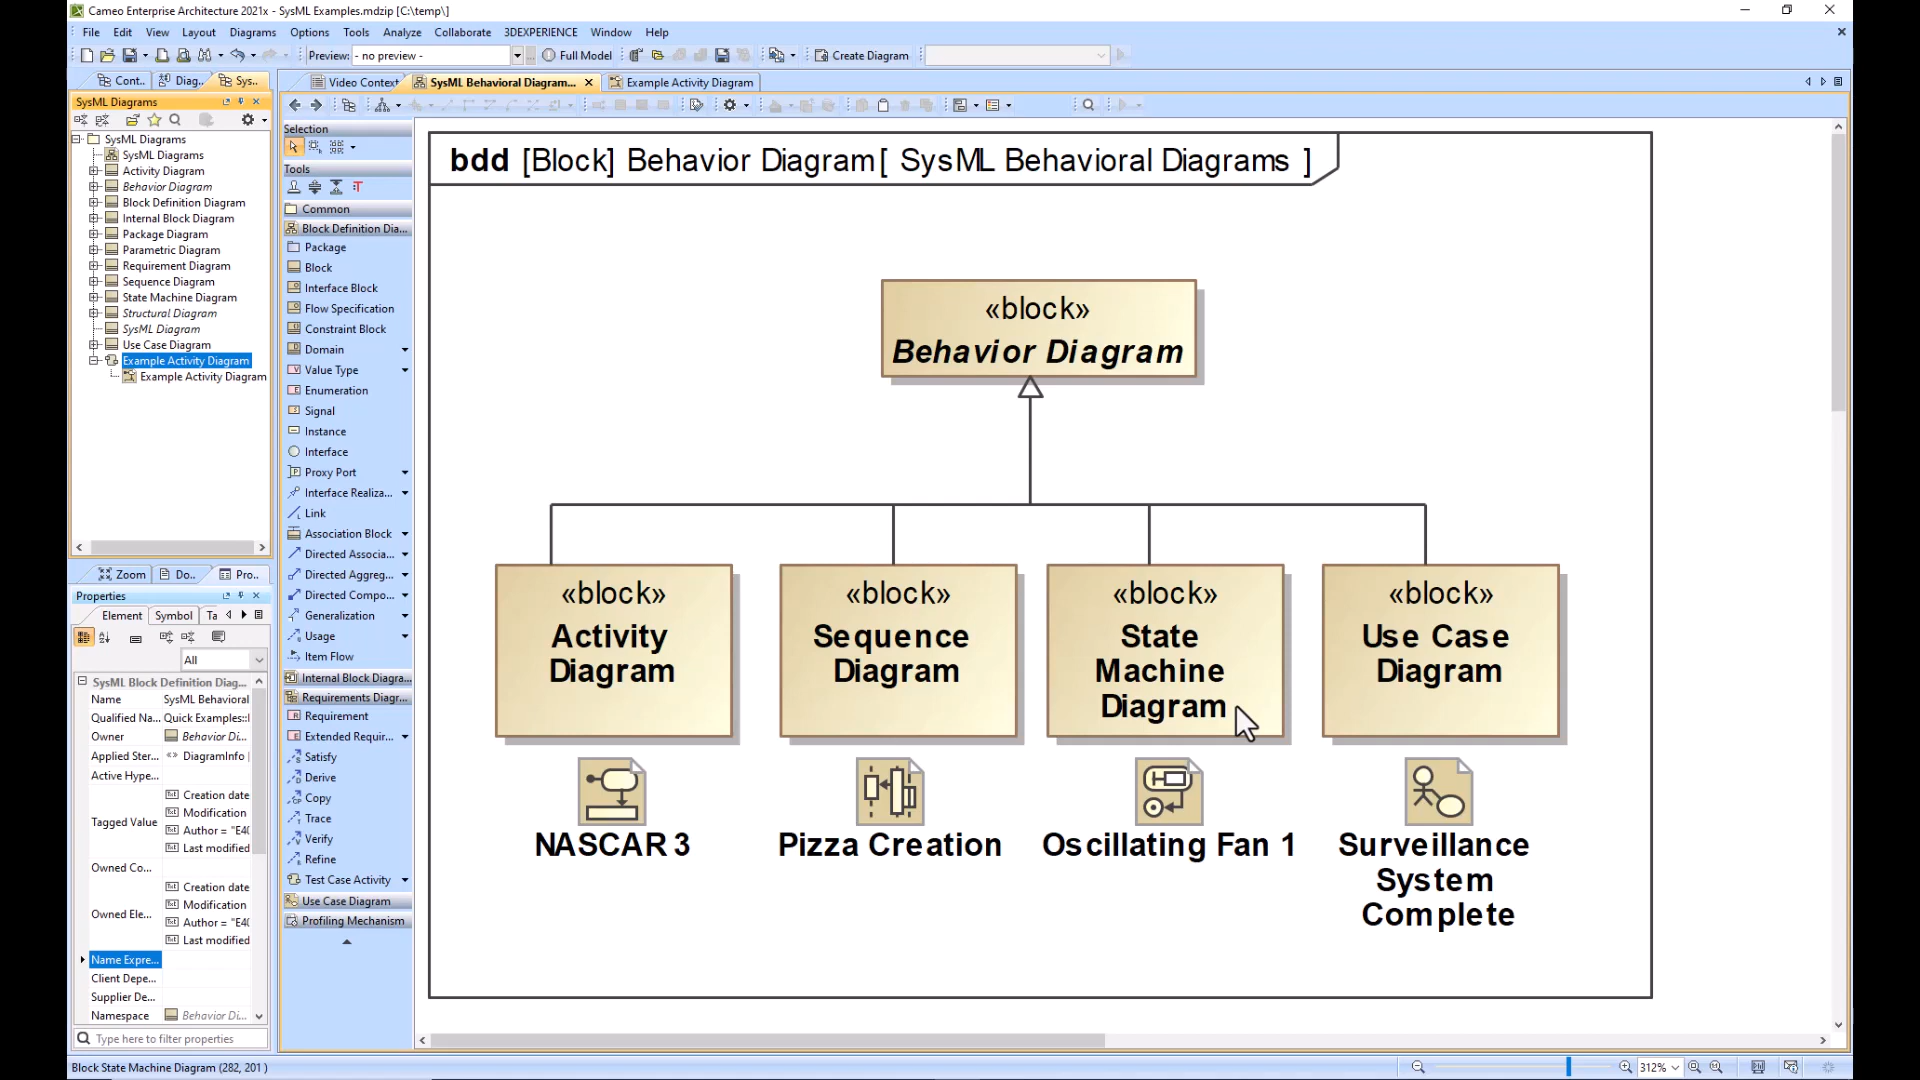 Cameo Enterprise Architecture 2021x - SysML Examples.mdzip [C:\temp\]
File Edit View Layout Diagrams Options Tools Analyze Collaborate 3DEXPERIENCE Window Help
Preview: - no preview - ... Full Model Create Diagram
Cont.. Diag.. Sys..
Video Context SysML Behavioral Diagram... Example Activity Diagram
SysML Diagrams
SysML Diagrams
SysML Diagrams
Activity Diagram
Behavior Diagram
Block Definition Diagram
Internal Block Diagram
Package Diagram
Parametric Diagram
Requirement Diagram
Sequence Diagram
State Machine Diagram
Structural Diagram
SysML Diagram
Use Case Diagram
Example Activity Diagram
Example Activity Diagram
Zoom Do.. Pro..
Properties
Element Symbol Ta
All
SysML Block Definition Diag...
Name SysML Behavioral
Qualified Na... Quick Examples::
Owner Behavior Di...
Applied Ster... «» DiagramInfo
Active Hype...
Tagged Value
Creation date
Modification
Author = "E4(
Last modified
Owned Co...
Owned Ele...
Creation date
Modification
Author = "E4(
Last modified
Name Expre...
Client Depe...
Supplier De...
Namespace Behavior Di...
Type here to filter properties
Selection
Tools
Common
Block Definition Dia...
Package
Block
Interface Block
Flow Specification
Constraint Block
Domain
Value Type
Enumeration
Signal
Instance
Interface
Proxy Port
Interface Realiza...
Link
Association Block
Directed Associa...
Directed Aggreg...
Directed Compo...
Generalization
Usage
Item Flow
Internal Block Diagra...
Requirements Diagr...
Requirement
Extended Requir...
Satisfy
Derive
Copy
Trace
Verify
Refine
Test Case Activity
Use Case Diagram
Profiling Mechanism
bdd [Block] Behavior Diagram[ SysML Behavioral Diagrams ]
«block»
Behavior Diagram
«block»
Activity
Diagram
«block»
Sequence
Diagram
«block»
State
Machine
Diagram
«block»
Use Case
Diagram
NASCAR 3
Pizza Creation
Oscillating Fan 1
Surveillance
System
Complete
Block State Machine Diagram (282, 201 )
312%